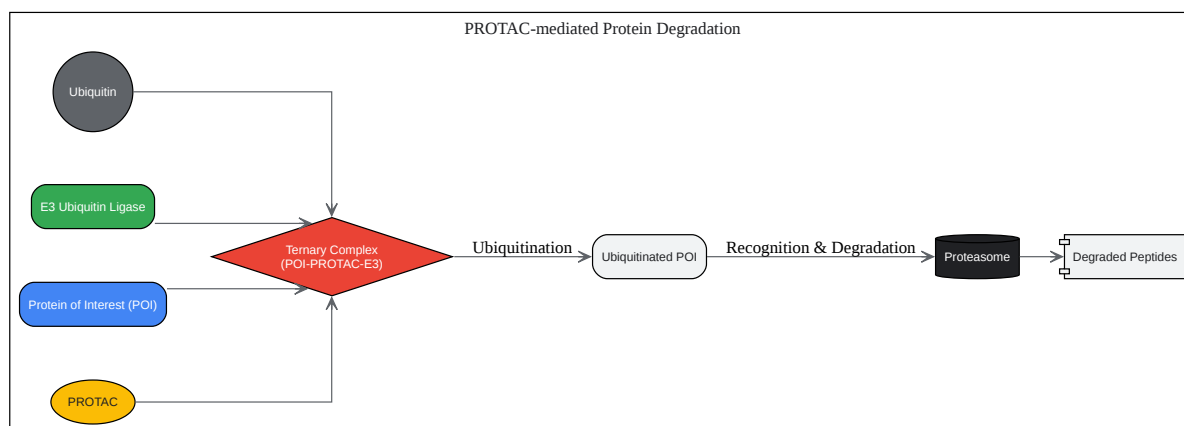 PROTAC-mediated Protein Degradation
Ubiquitin
E3 Ubiquitin Ligase
Protein of Interest (POI)
PROTAC
Ternary Complex
(POI-PROTAC-E3)
Ubiquitination
Ubiquitinated POI
Recognition & Degradation
Proteasome
Degraded Peptides